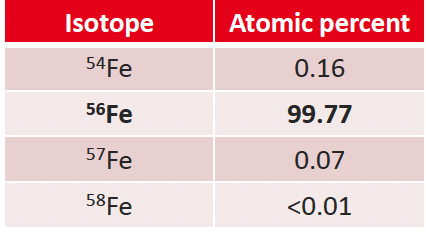 Isotope Atomic percent
⁵⁴Fe 0.16
⁵⁶Fe 99.77
⁵⁷Fe 0.07
⁵⁸Fe <0.01